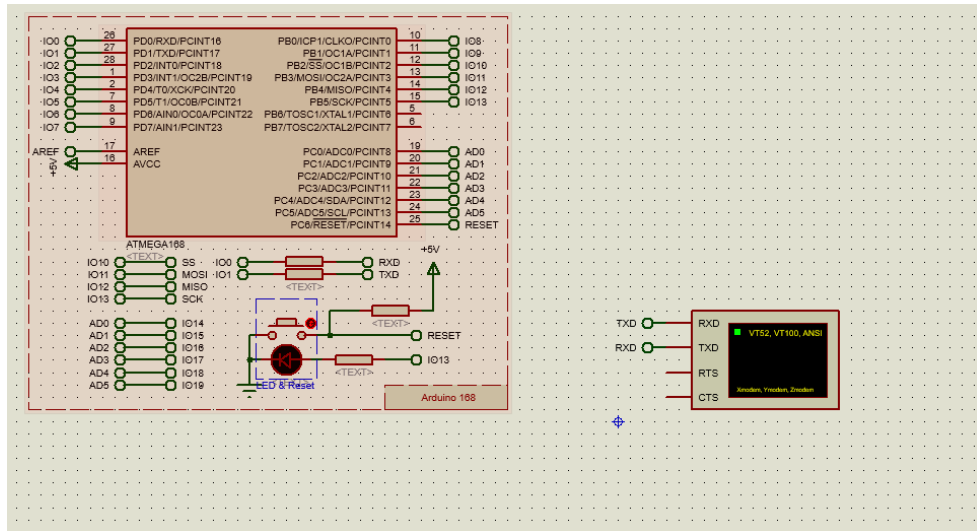 IO0 26 PD0/RXD/PCINT16 PB0/ICP1/CLKO/PCINT0 10 IO8
IO1 27 PD1/TXD/PCINT17 PB1/OC1A/PCINT1 11 IO9
IO2 28 PD2/INT0/PCINT18 PB2/SS/OC1B/PCINT2 12 IO10
IO3 1 PD3/INT1/OC2B/PCINT19 PB3/MOSI/OC2A/PCINT3 13 IO11
IO4 2 PD4/T0/XCK/PCINT20 PB4/MISO/PCINT4 14 IO12
IO5 7 PD5/T1/OC0B/PCINT21 PB5/SCK/PCINT5 15 IO13
IO6 8 PD6/AIN0/OC0A/PCINT22 PB6/TOSC1/XTAL1/PCINT6 5
IO7 9 PD7/AIN1/PCINT23 PB7/TOSC2/XTAL2/PCINT7 6
AREF 17 AREF PC0/ADC0/PCINT8 19 AD0
+5V 16 AVCC PC1/ADC1/PCINT9 20 AD1
PC2/ADC2/PCINT10 21 AD2
PC3/ADC3/PCINT11 22 AD3
PC4/ADC4/SDA/PCINT12 23 AD4
PC5/ADC5/SCL/PCINT13 24 AD5
PC6/RESET/PCINT14 25 RESET
ATMEGA168
<TEXT>
+5V
IO10 SS IO0 RXD
IO11 MOSI IO1 TXD
IO12 MISO <TEXT>
IO13 SCK
<TEXT>
AD0 IO14
AD1 IO15 RESET
AD2 IO16
AD3 IO17 IO13
AD4 IO18 <TEXT>
AD5 IO19 LED & Reset
Arduino 168
TXD RXD VT52, VT100, ANSI
RXD TXD
RTS
Xmodem, Ymodem, Zmodem
CTS